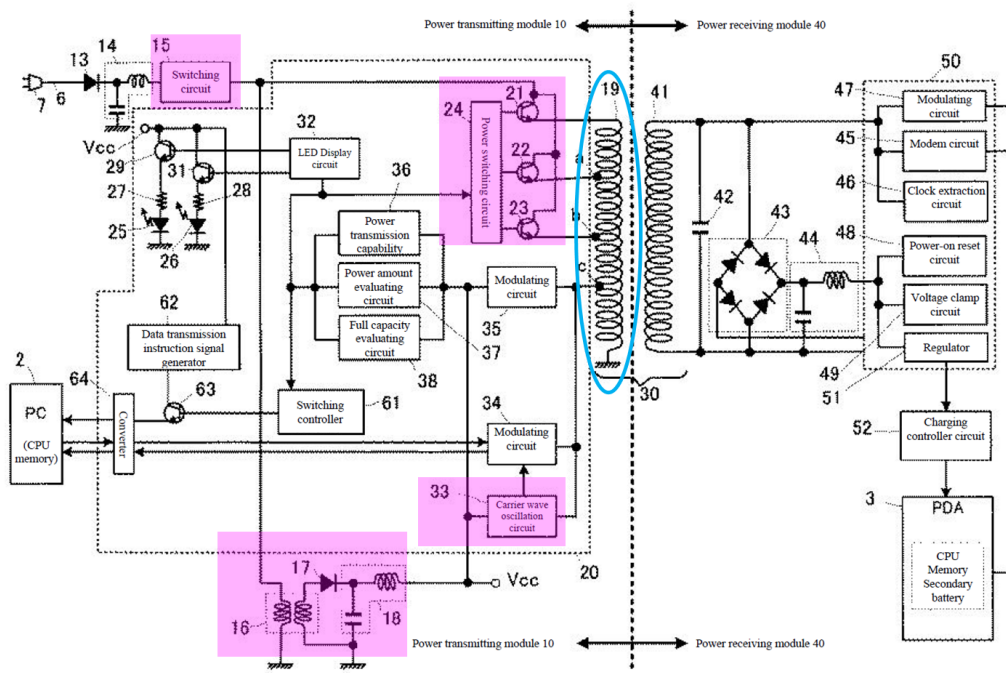 Power transmitting module 10
Power receiving module 40
14
15
13
Switching
circuit
7
6
Vcc
29
31
27
28
25
26
32
LED Display
circuit
24
Power switching circuit
21
22
23
19
a
b
c
41
30
36
Power
transmission
capability
Power amount
evaluating circuit
37
Full capacity
evaluating circuit
38
Modulating
circuit
35
62
Data transmission
instruction signal
generator
63
2
PC
(CPU
memory)
64
Converter
Switching
controller
61
34
Modulating
circuit
33
Carrier wave
oscillation
circuit
20
16
17
18
Vcc
42
43
44
50
47
Modulating
circuit
45
Modem circuit
46
Clock extraction
circuit
48
Power-on reset
circuit
Voltage clamp
circuit
49
Regulator
51
52
Charging
controller circuit
3
PDA
CPU
Memory
Secondary
battery
Power transmitting module 10
Power receiving module 40